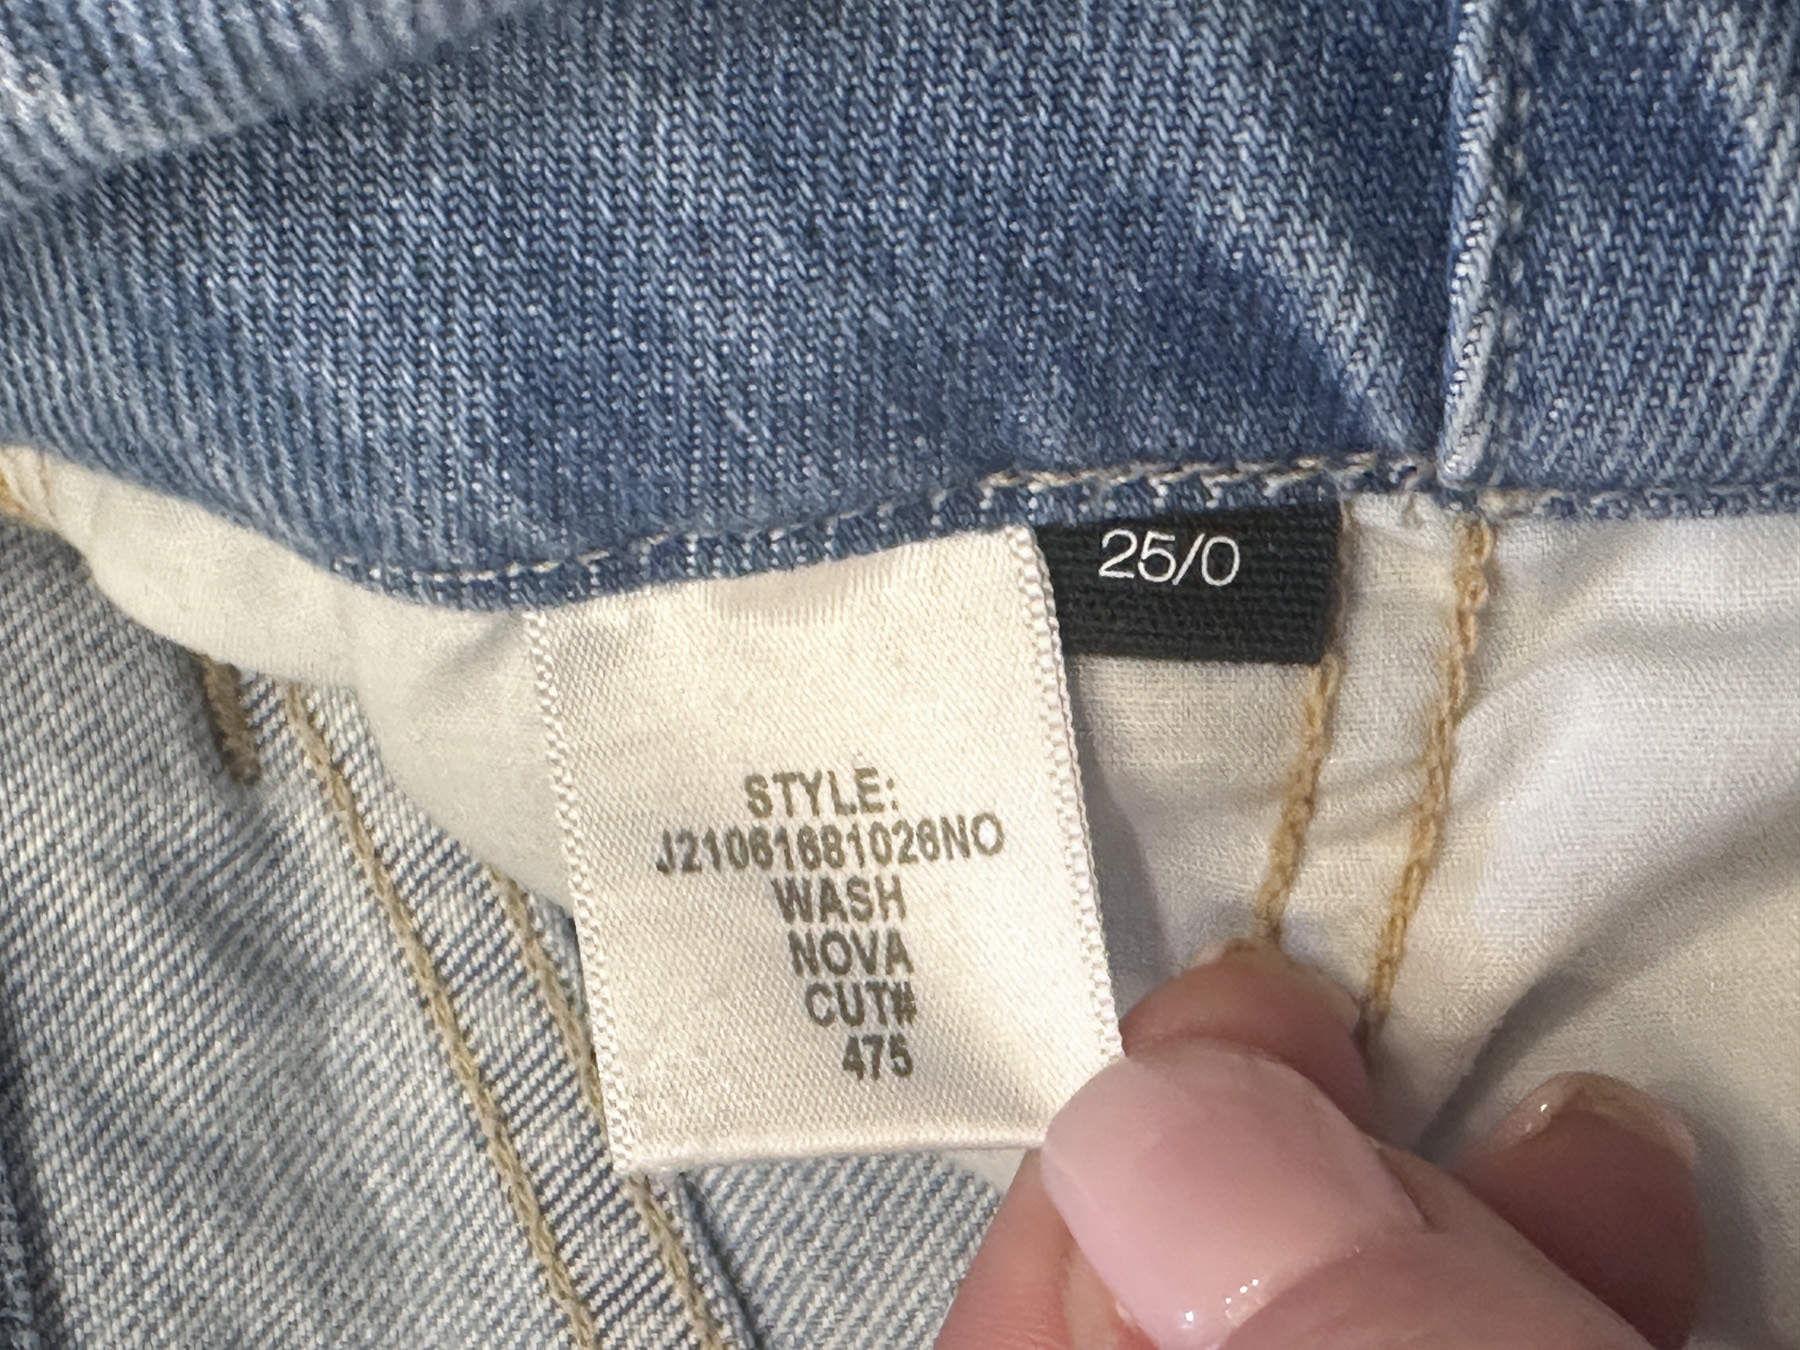 25/0
STYLE:
J21061681026NO
WASH
NOVA
CUT#
475